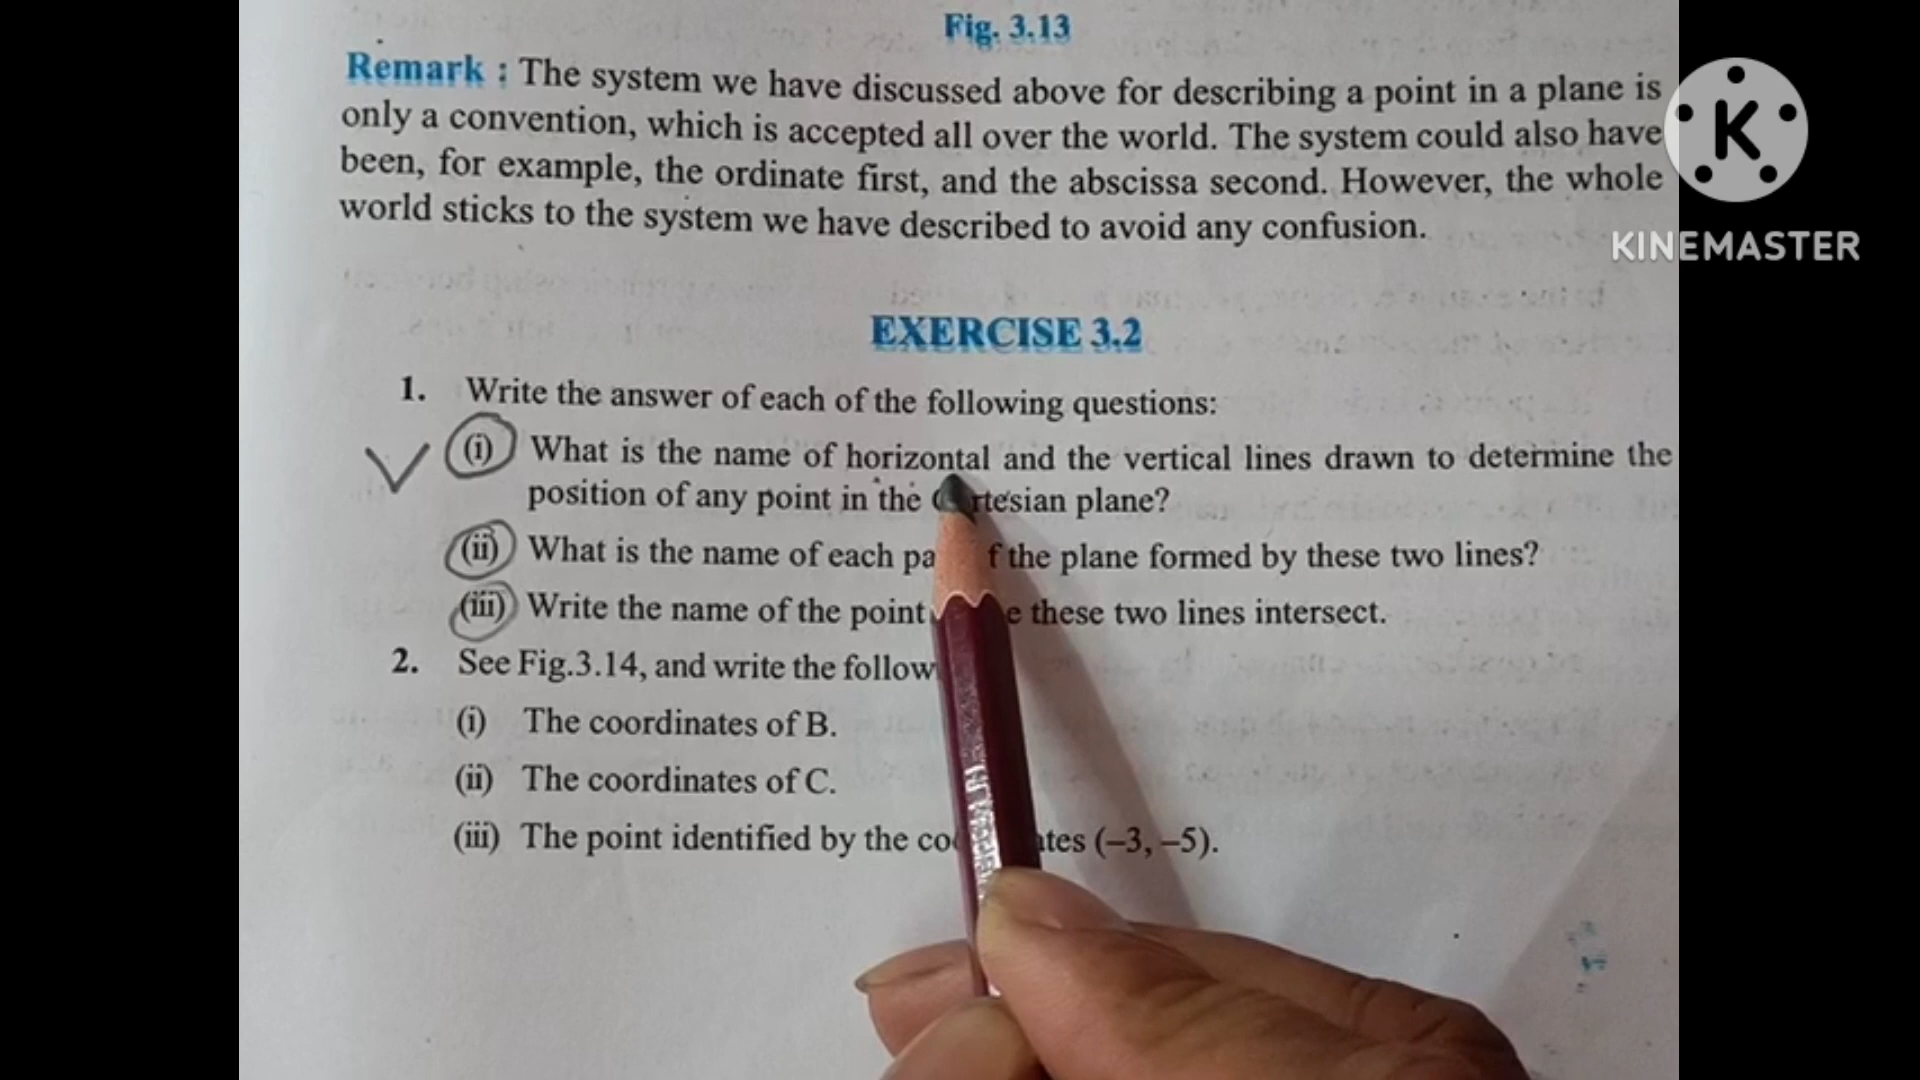 Fig. 3.13
Remark : The system we have discussed above for describing a point in a plane is
only a convention, which is accepted all over the world. The system could also have
been, for example, the ordinate first, and the abscissa second. However, the whole
world sticks to the system we have described to avoid any confusion.
K
KINEMASTER
EXERCISE 3.2
1. Write the answer of each of the following questions:
(i) What is the name of horizontal and the vertical lines drawn to determine the
position of any point in the plane?
(ii) What is the name of each the plane formed by these two lines?
(iii) Write the name of the point these two lines intersect.
2. See Fig.3.14, and write the
(i) The coordinates of B.
(ii) The coordinates of C.
(iii) The point identified by the (–3, –5).